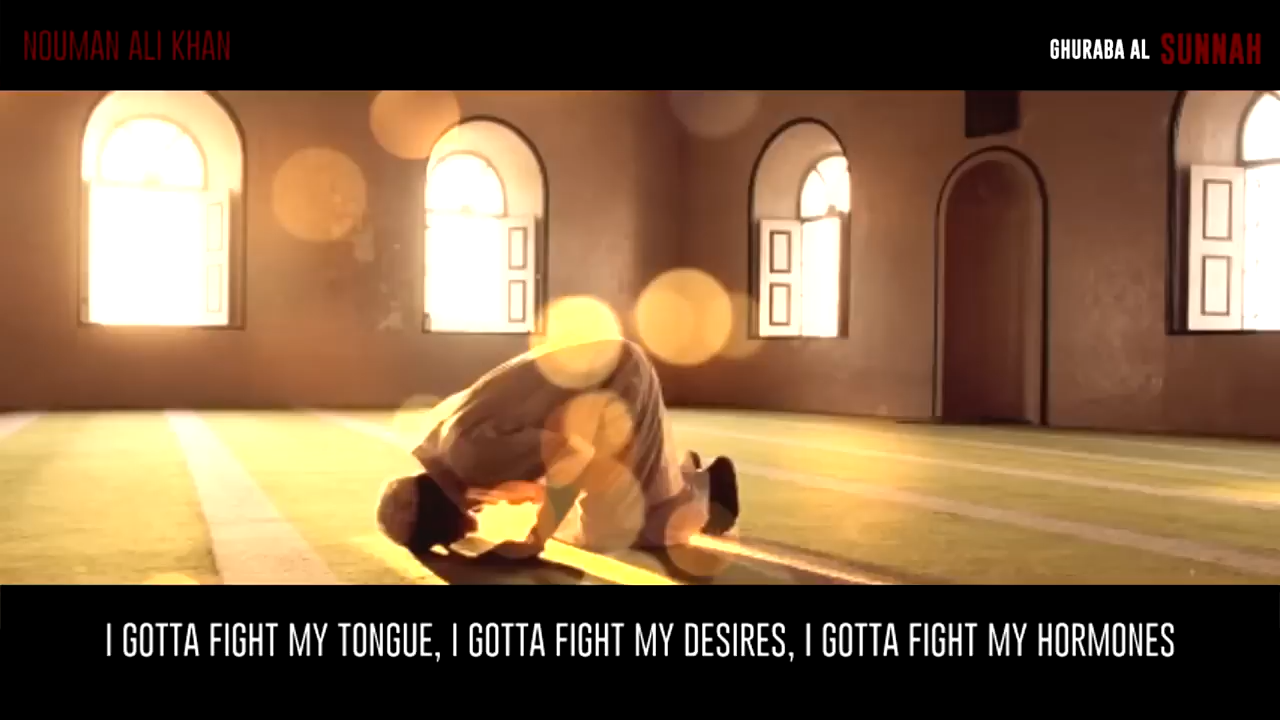 NOUMAN ALI KHAN
GHURABA AL SUNNAH
I GOTTA FIGHT MY TONGUE, I GOTTA FIGHT MY DESIRES, I GOTTA FIGHT MY HORMONES